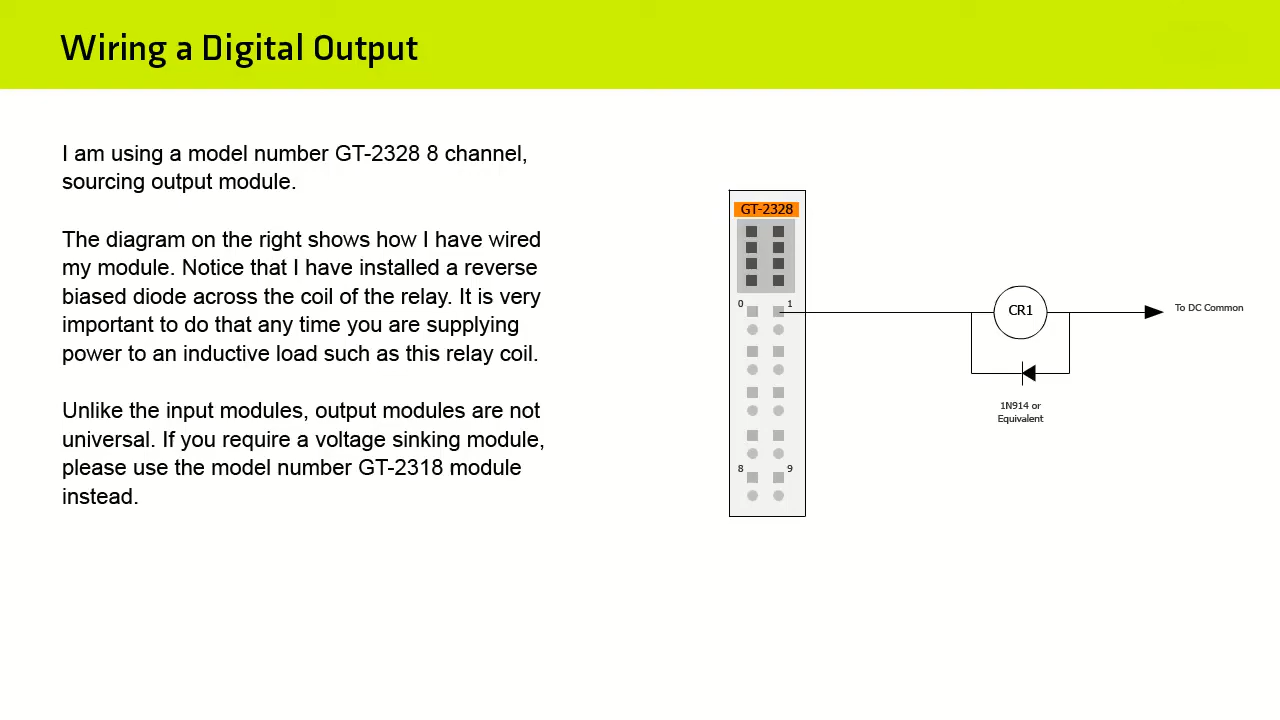 Wiring a Digital Output
I am using a model number GT-2328 8 channel,
sourcing output module.
The diagram on the right shows how I have wired
my module. Notice that I have installed a reverse
biased diode across the coil of the relay. It is very
important to do that any time you are supplying
power to an inductive load such as this relay coil.
Unlike the input modules, output modules are not
universal. If you require a voltage sinking module,
please use the model number GT-2318 module
instead.
GT-2328
0 1
8 9
CR1
To DC Common
1N914 or
Equivalent